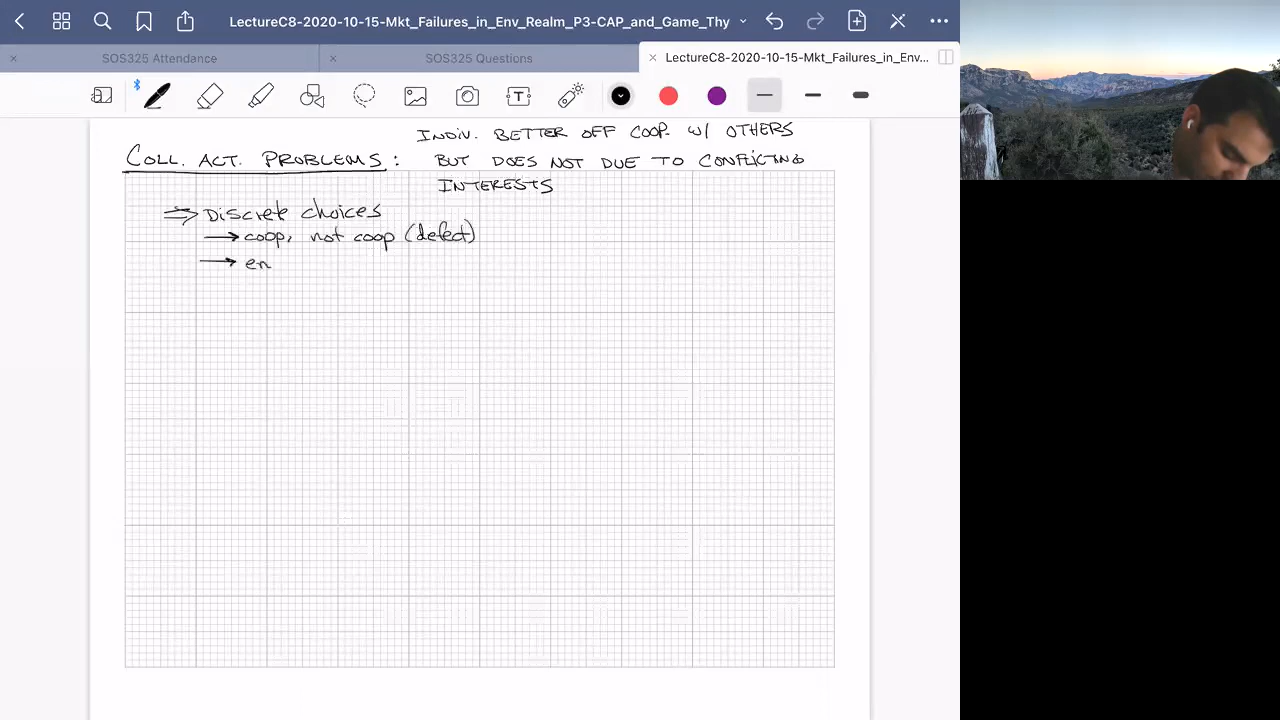 LectureC8-2020-10-15-Mkt_Failures_in_Env_Realm_P3-CAP_and_Game_Thy
SOS325 Attendance
SOS325 Questions
LectureC8-2020-10-15-Mkt_Failures_in_Env...
INDIV. BETTER OFF COOP. W/ OTHERS
COLL. ACT. PROBLEMS: BUT DOES NOT DUE TO CONFLICTING
INTERESTS
⇒ Discrete choices
→ coop, not coop (defect)
→ en